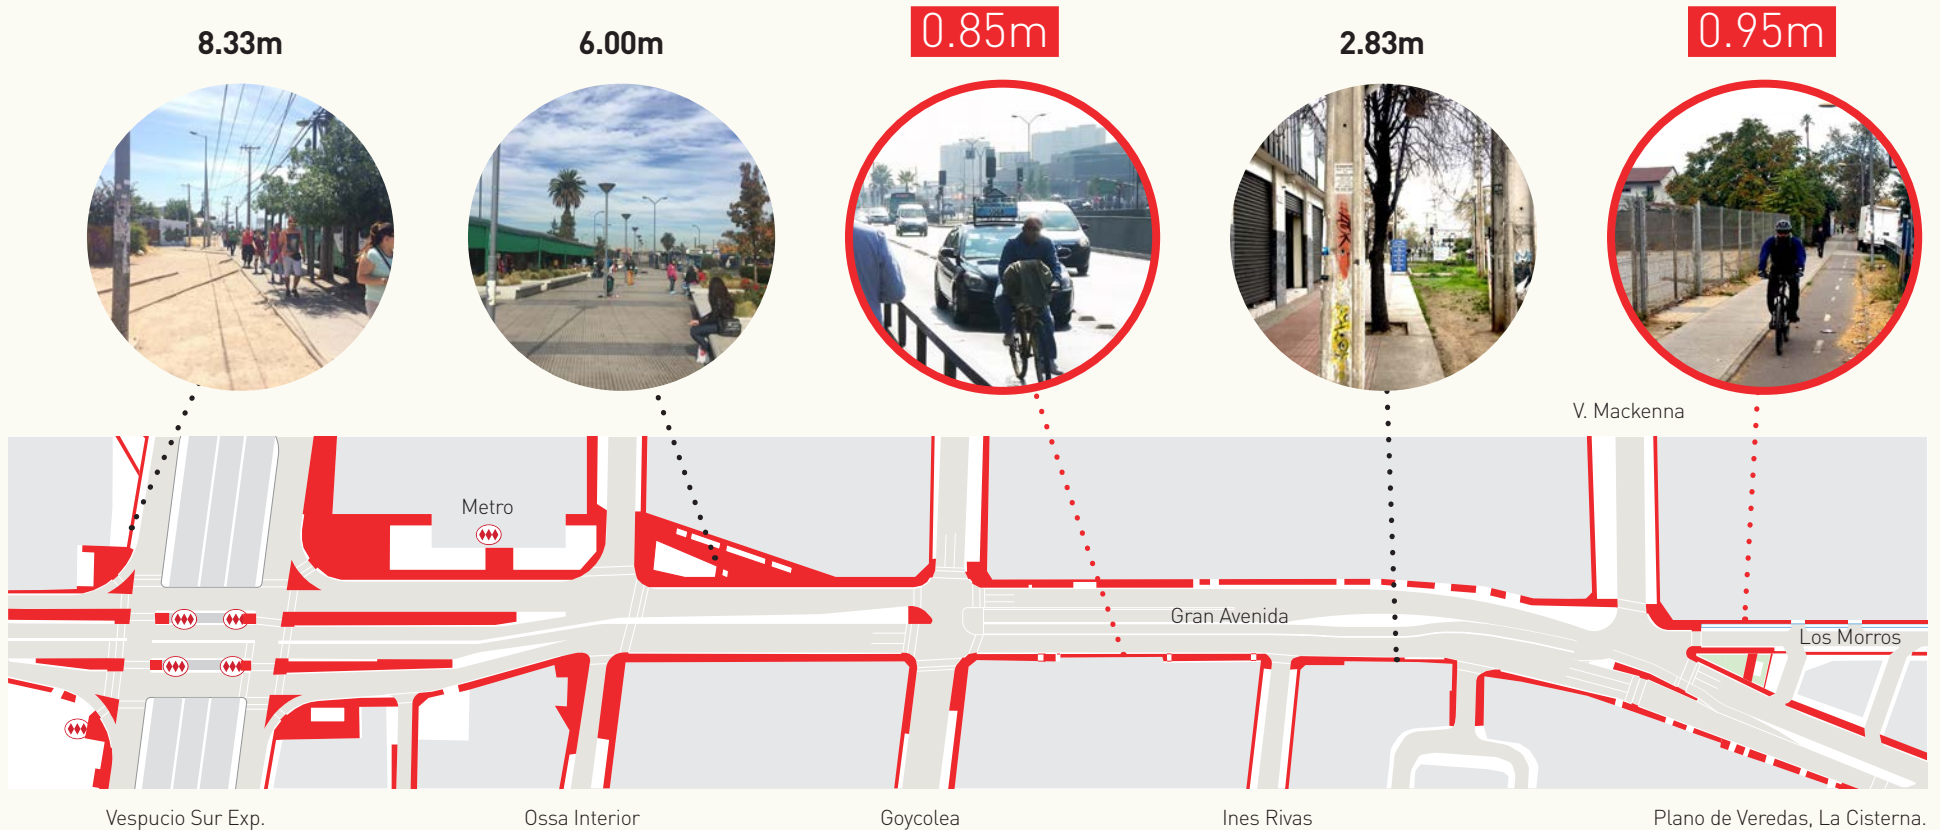 8.33m
6.00m
0.85m
2.83m
0.95m
V. Mackenna
Metro
Gran Avenida
Los Morros
Vespucio Sur Exp.
Ossa Interior
Goycolea
Ines Rivas
Plano de Veredas, La Cisterna.